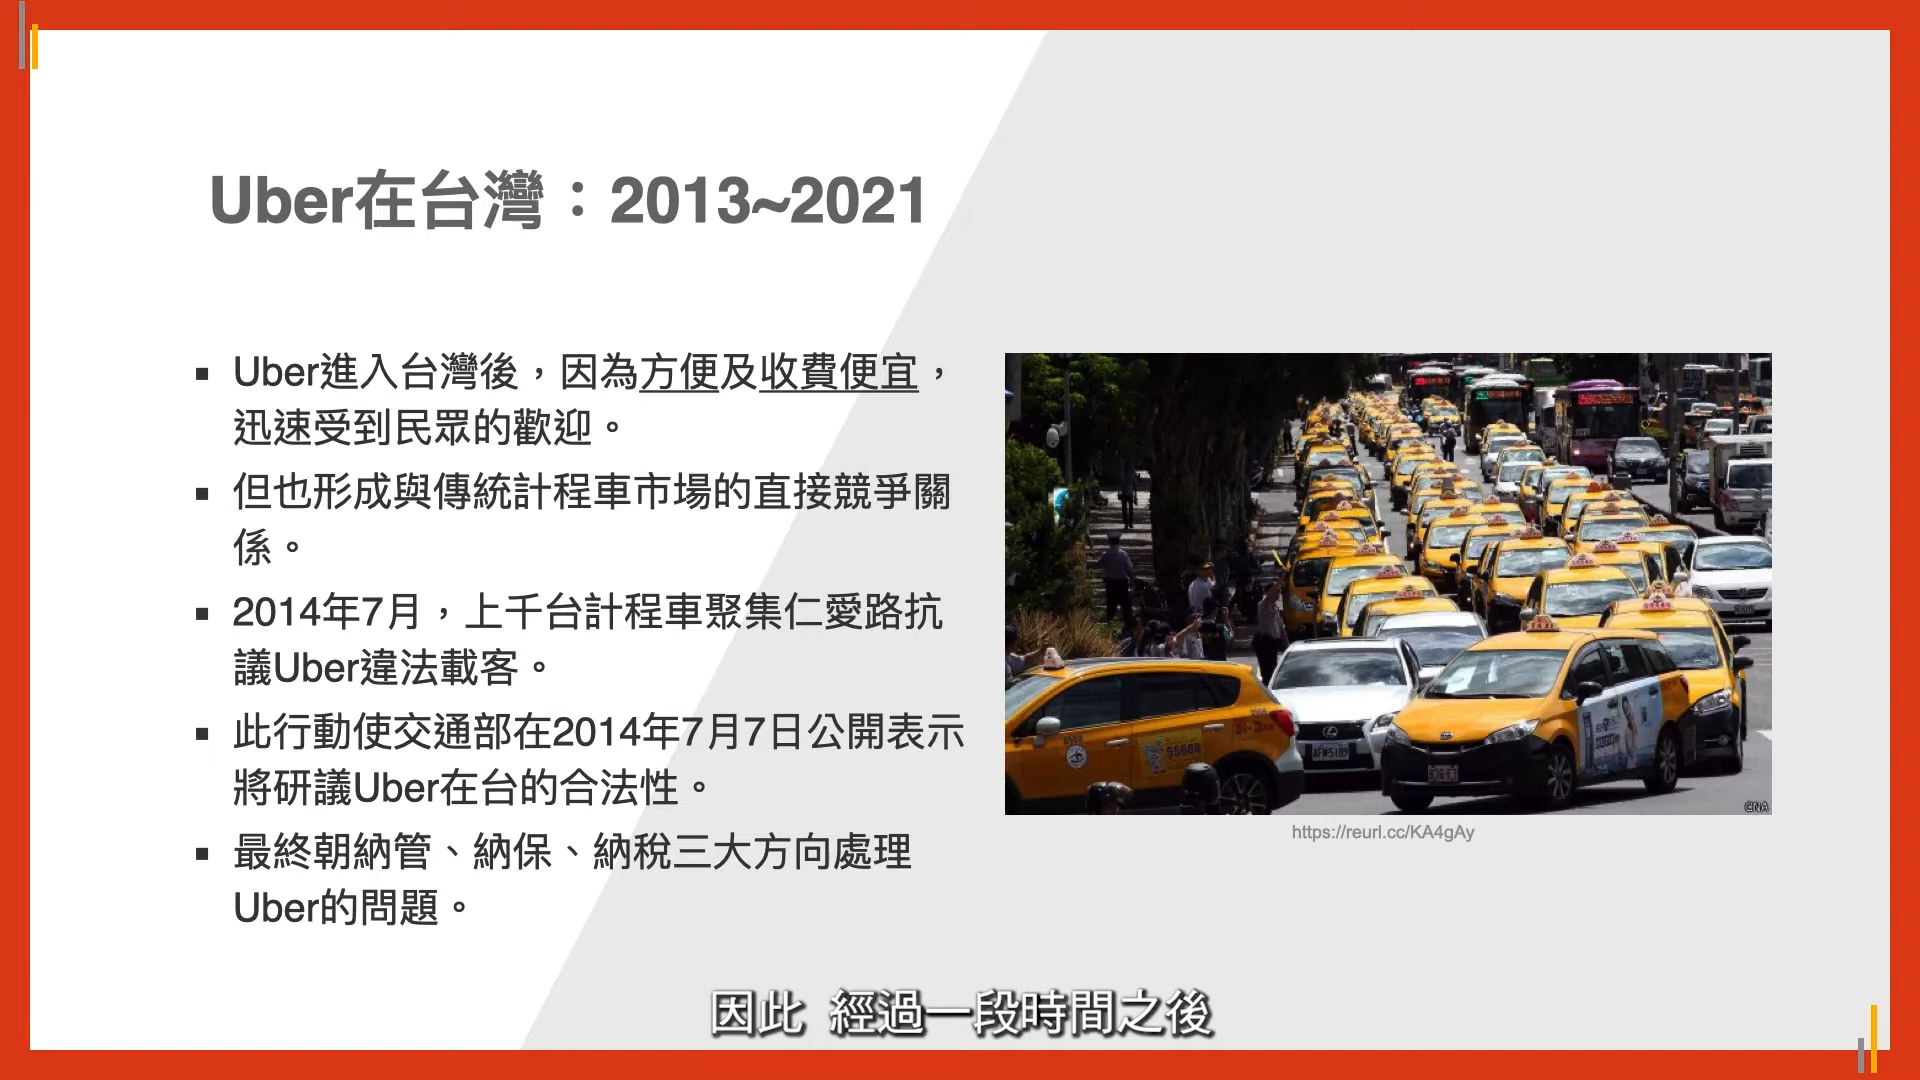 Uber在台灣：2013~2021
▪ Uber進入台灣後，因為方便及收費便宜，
迅速受到民眾的歡迎。
▪ 但也形成與傳統計程車市場的直接競爭關
係。
▪ 2014年7月，上千台計程車聚集仁愛路抗
議Uber違法載客。
▪ 此行動使交通部在2014年7月7日公開表示
將研議Uber在台的合法性。
▪ 最終朝納管、納保、納稅三大方向處理
Uber的問題。
TAXI
55688
AFM5189
CNA
https://reurl.cc/KA4gAy
因此 經過一段時間之後